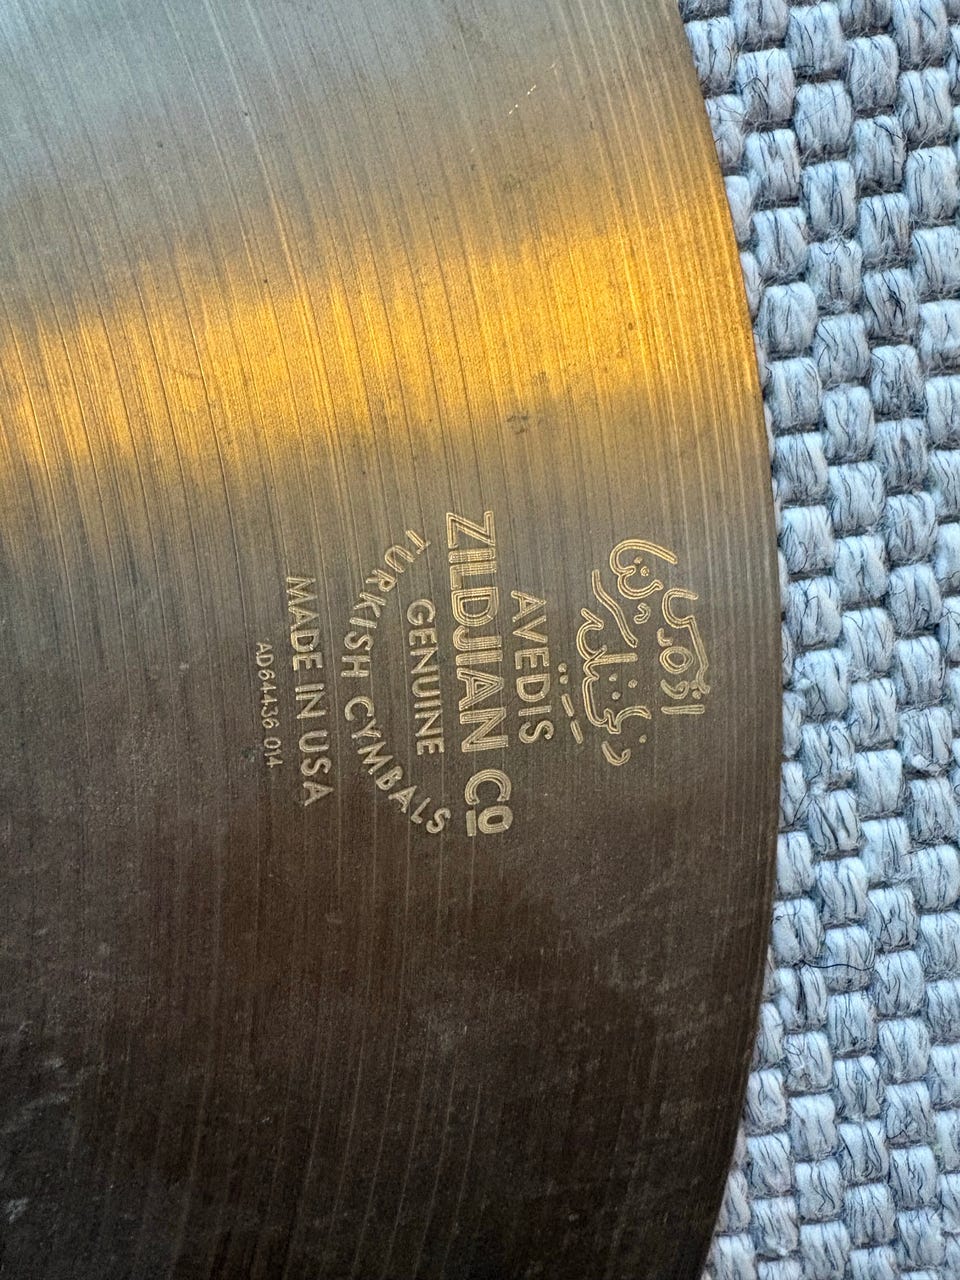 AVEDIS
ZILDJIAN Co
GENUINE
TURKISH CYMBALS
MADE IN USA
AD64436 014